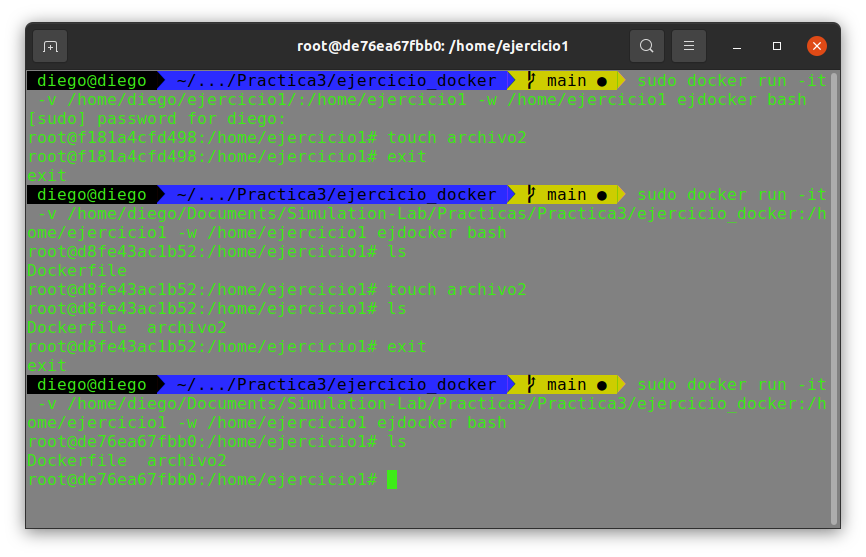 root@de76ea67fbb0: /home/ejercicio1
diego@diego ~/.../Practica3/ejercicio_docker main ● sudo docker run -it
-v /home/diego/ejercicio1/:/home/ejercicio1 -w /home/ejercicio1 ejdocker bash
[sudo] password for diego:
root@f181a4cfd498:/home/ejercicio1# touch archivo2
root@f181a4cfd498:/home/ejercicio1# exit
exit
diego@diego ~/.../Practica3/ejercicio_docker main ● sudo docker run -it
-v /home/diego/Documents/Simulation-Lab/Practicas/Practica3/ejercicio_docker:/h
ome/ejercicio1 -w /home/ejercicio1 ejdocker bash
root@d8fe43ac1b52:/home/ejercicio1# ls
Dockerfile
root@d8fe43ac1b52:/home/ejercicio1# touch archivo2
root@d8fe43ac1b52:/home/ejercicio1# ls
Dockerfile  archivo2
root@d8fe43ac1b52:/home/ejercicio1# exit
exit
diego@diego ~/.../Practica3/ejercicio_docker main ● sudo docker run -it
-v /home/diego/Documents/Simulation-Lab/Practicas/Practica3/ejercicio_docker:/h
ome/ejercicio1 -w /home/ejercicio1 ejdocker bash
root@de76ea67fbb0:/home/ejercicio1# ls
Dockerfile  archivo2
root@de76ea67fbb0:/home/ejercicio1#